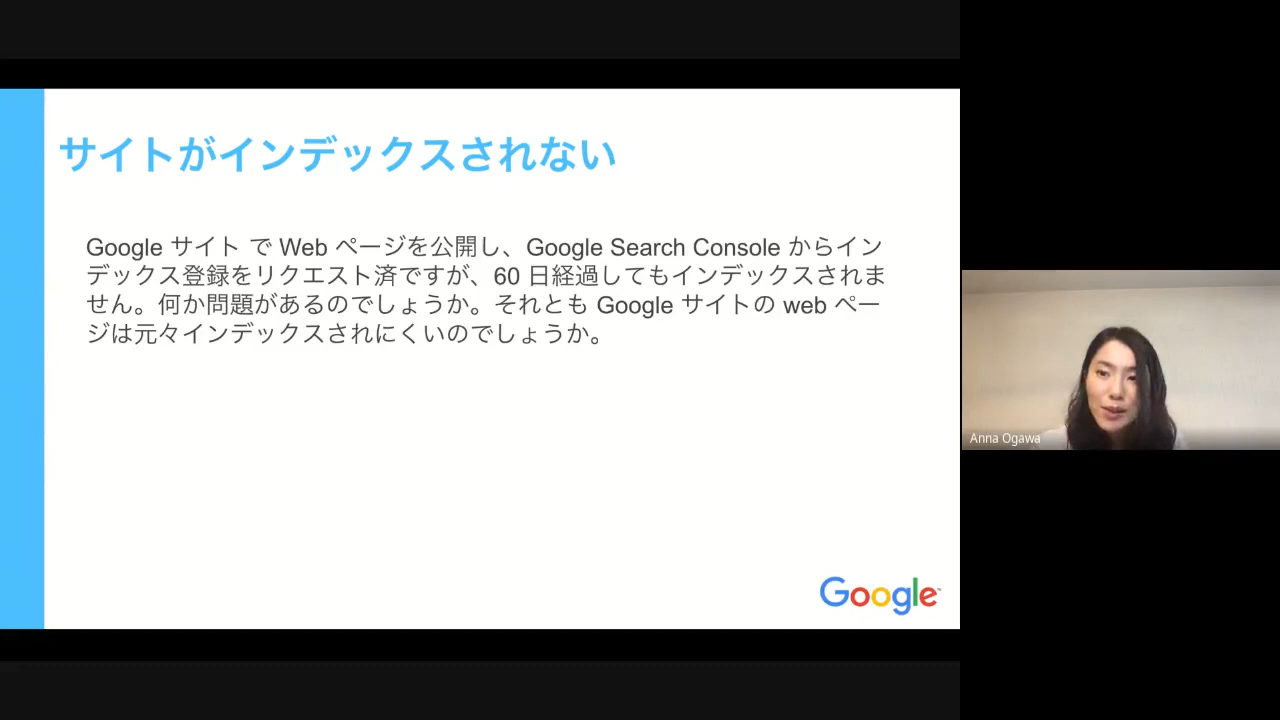 サイトがインデックスされない
Google サイト で Web ページを公開し、Google Search Console からイン
デックス登録をリクエスト済ですが、60 日経過してもインデックスされま
せん。何か問題があるのでしょうか。それとも Google サイトの web ペー
ジは元々インデックスされにくいのでしょうか。
Google
Anna Ogawa